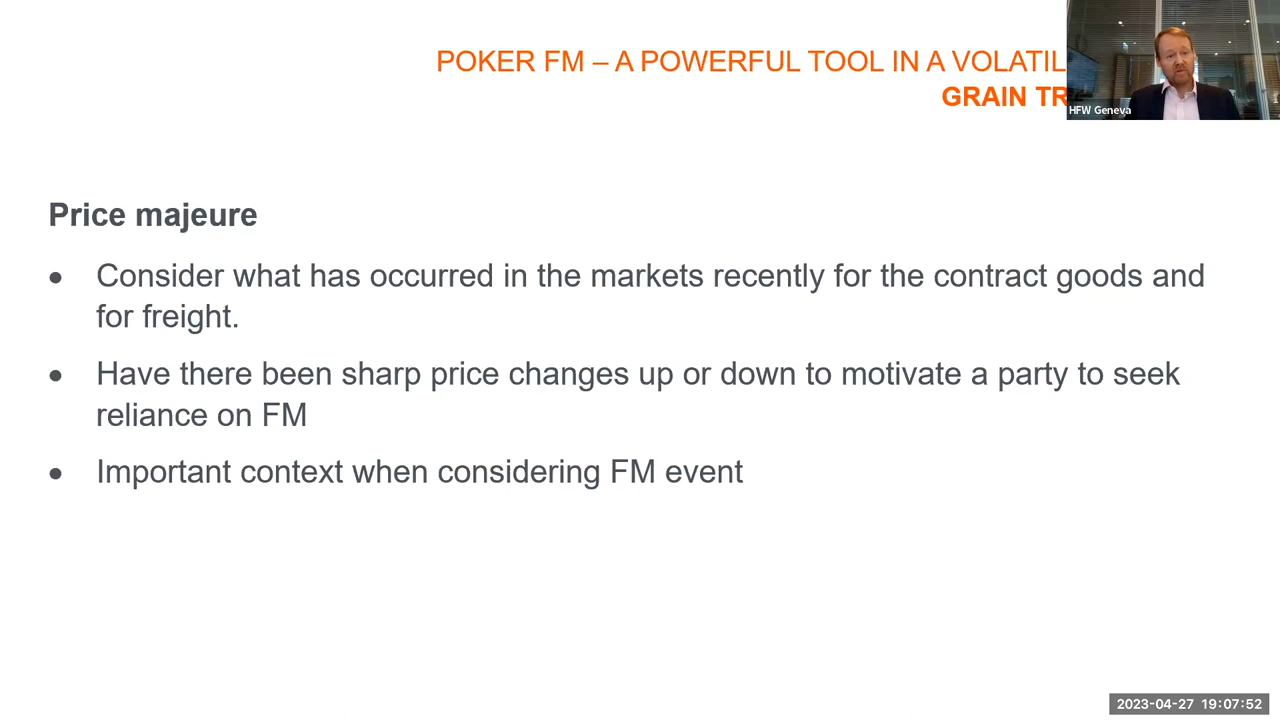 POKER FM – A POWERFUL TOOL IN A
GRAIN
HFW Geneva
Price majeure
• Consider what has occurred in the markets recently for the contract goods and
for freight.
• Have there been sharp price changes up or down to motivate a party to seek
reliance on FM
• Important context when considering FM event
2023-04-27 19:07:52